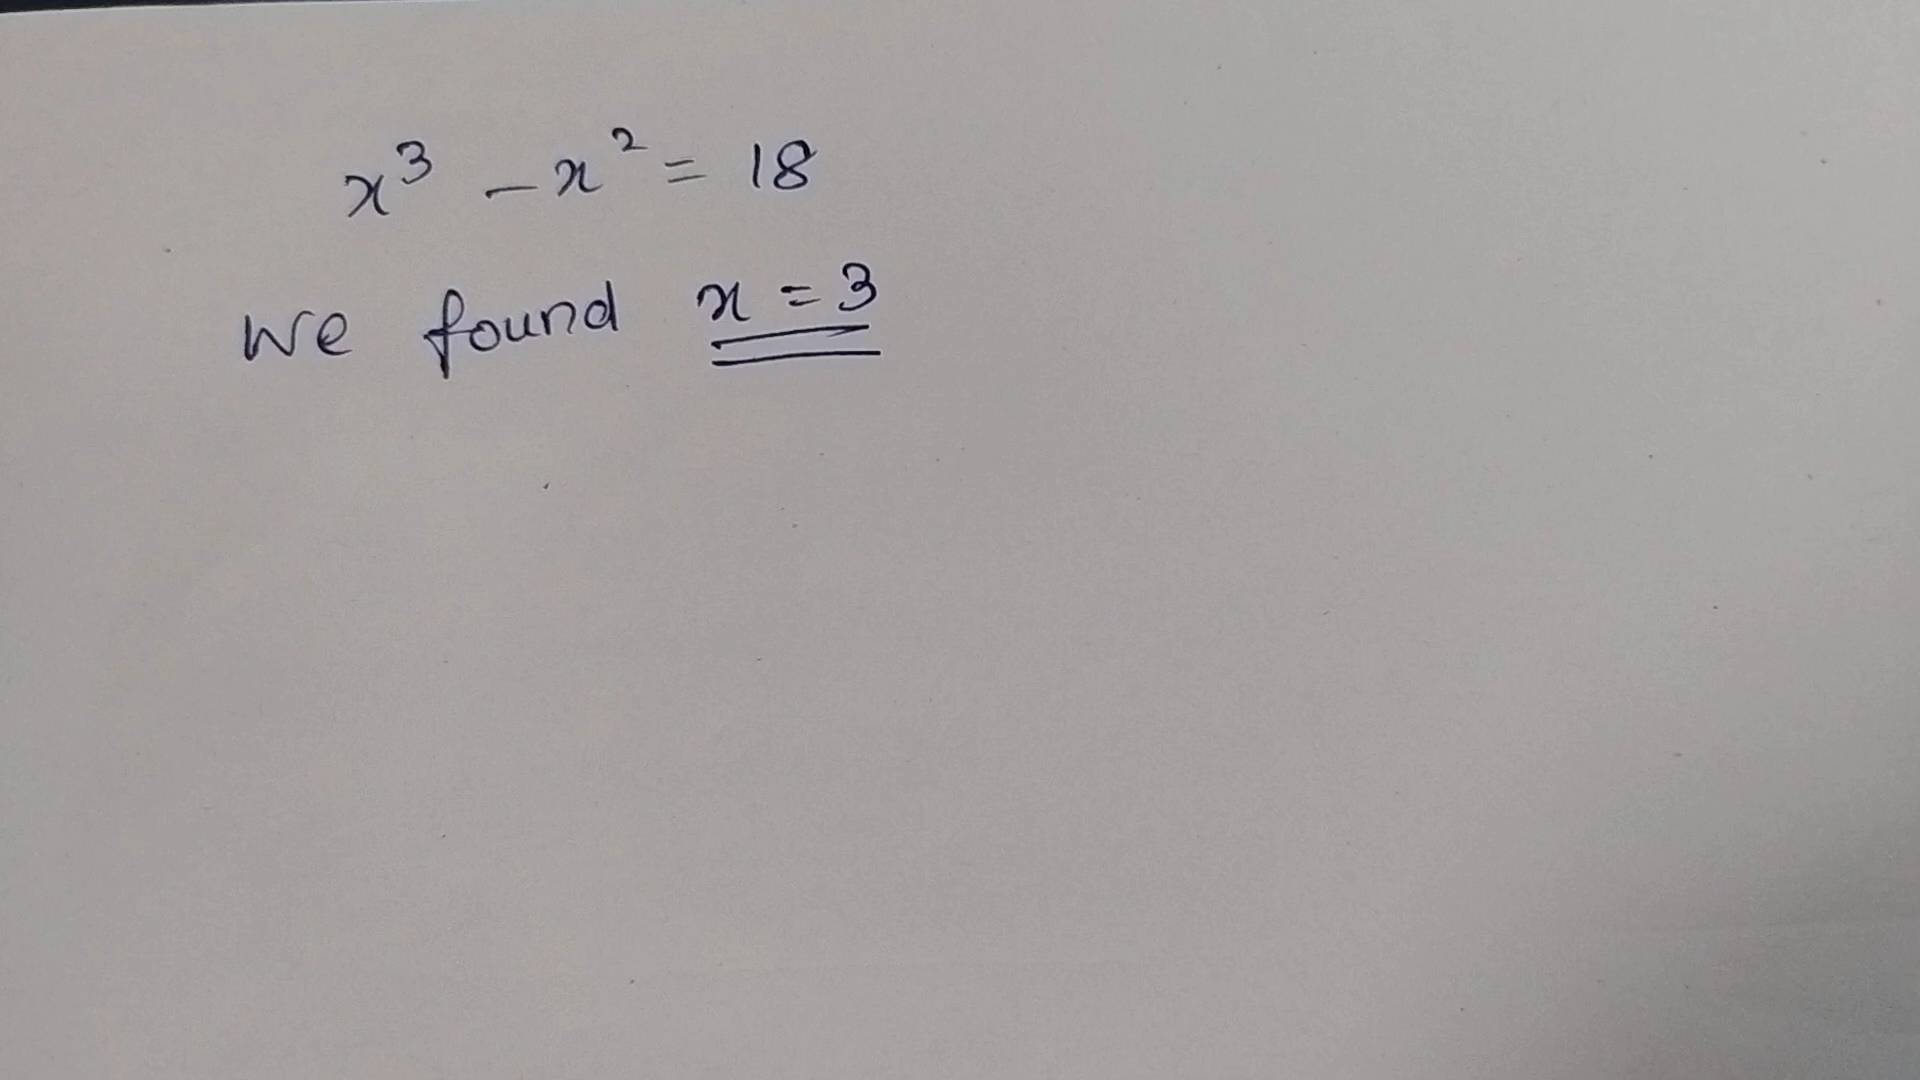 x³ - x² = 18
We found x = 3